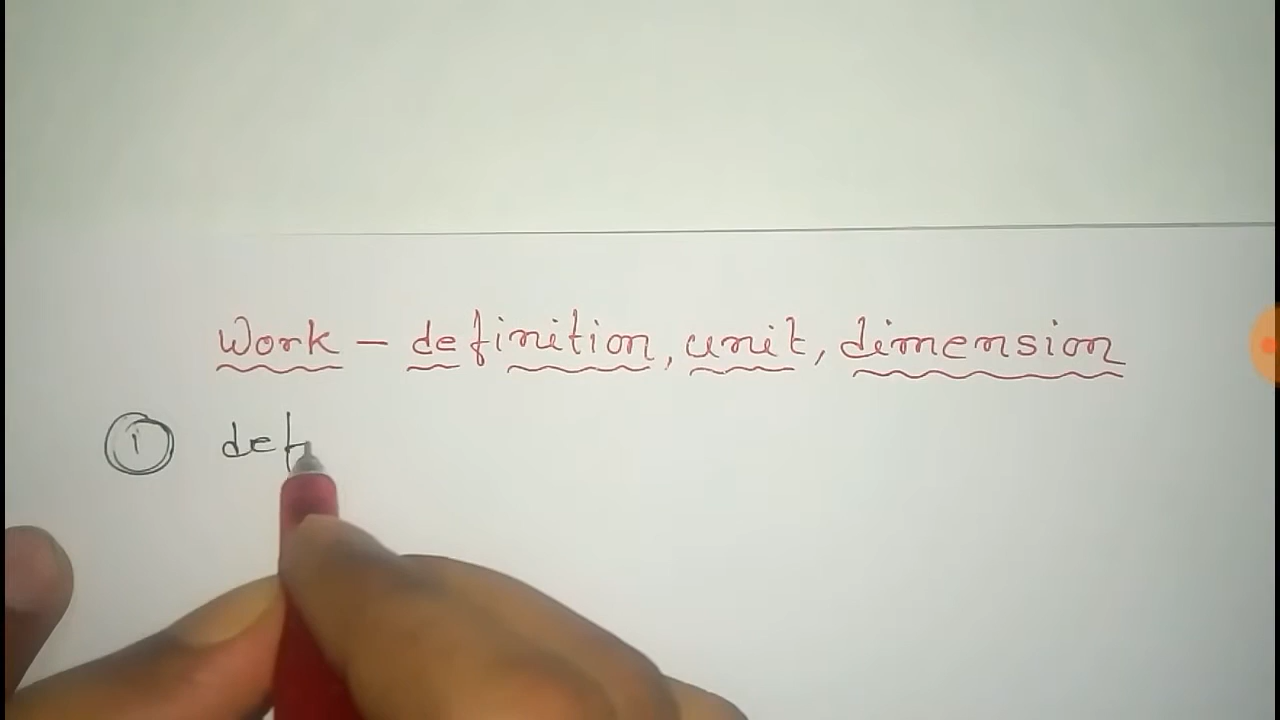 Work - definition, unit, dimension
① def